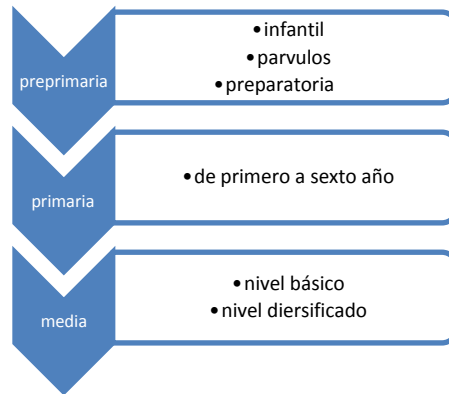 preprimaria
•infantil
•parvulos
•preparatoria
primaria
•de primero a sexto año
media
•nivel básico
•nivel diersificado